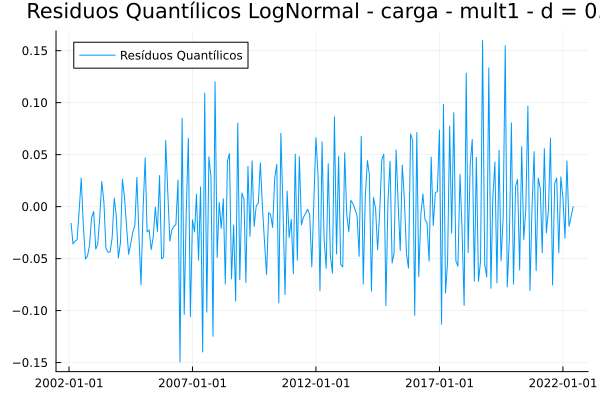 Residuos Quantílicos LogNormal - carga - mult1 - d = 0.
Resíduos Quantílicos
0.15
0.10
0.05
0.00
−0.05
−0.10
−0.15
2002-01-01 2007-01-01 2012-01-01 2017-01-01 2022-01-01